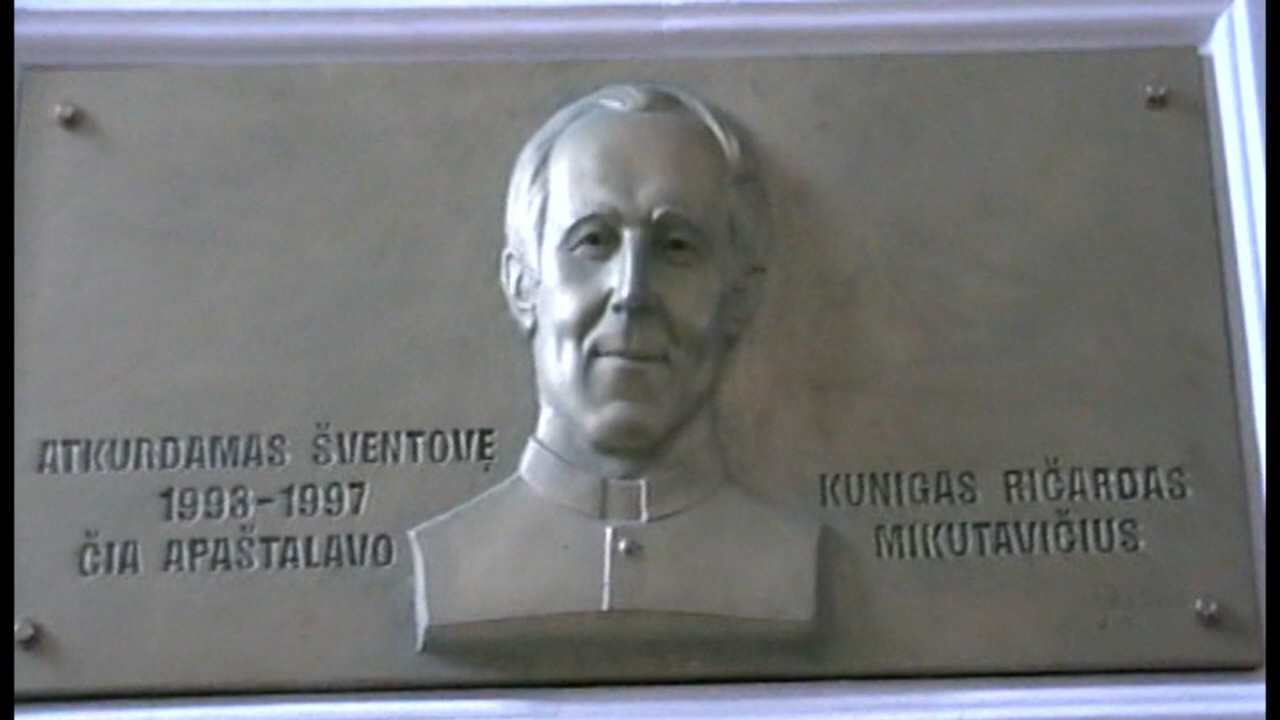 ATKURDAMAS ŠVENTOVĘ
1993-1997
ČIA APAŠTALAVO
KUNIGAS RIČARDAS
MIKUTAVIČIUS